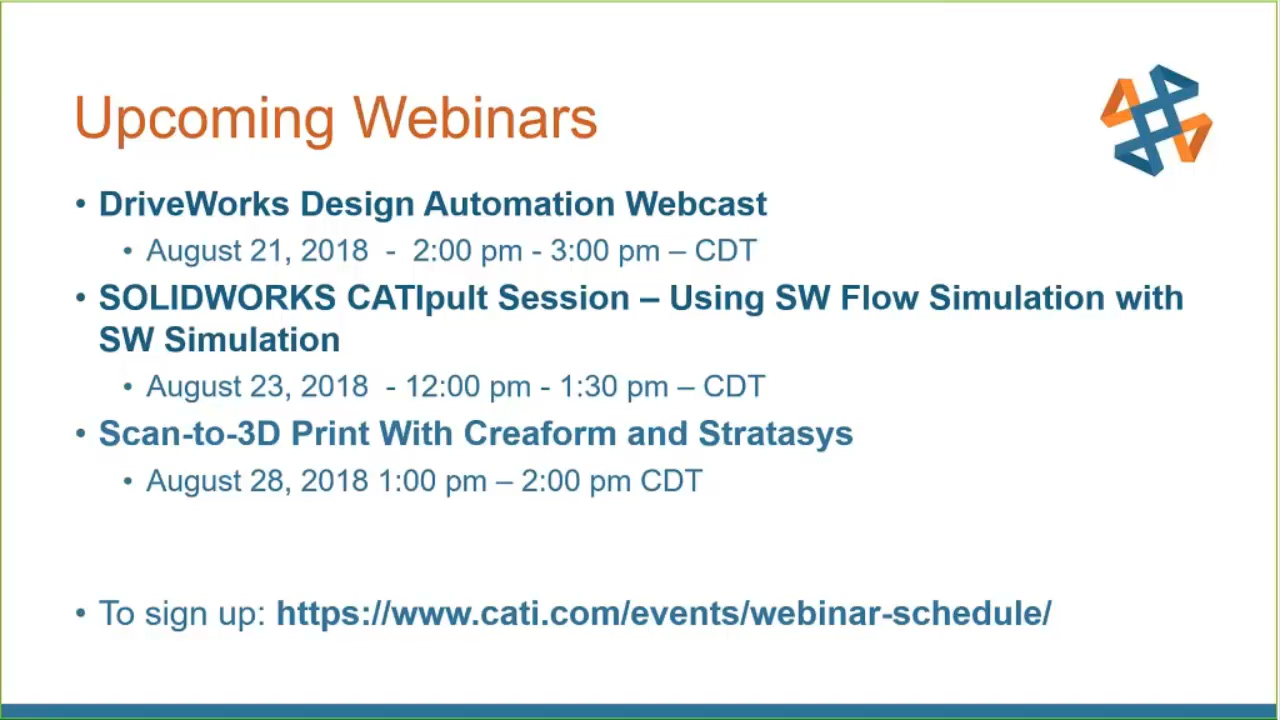 Upcoming Webinars
• DriveWorks Design Automation Webcast
• August 21, 2018 - 2:00 pm - 3:00 pm – CDT
• SOLIDWORKS CATIpult Session – Using SW Flow Simulation with
SW Simulation
• August 23, 2018 - 12:00 pm - 1:30 pm – CDT
• Scan-to-3D Print With Creaform and Stratasys
• August 28, 2018 1:00 pm – 2:00 pm CDT
• To sign up: https://www.cati.com/events/webinar-schedule/